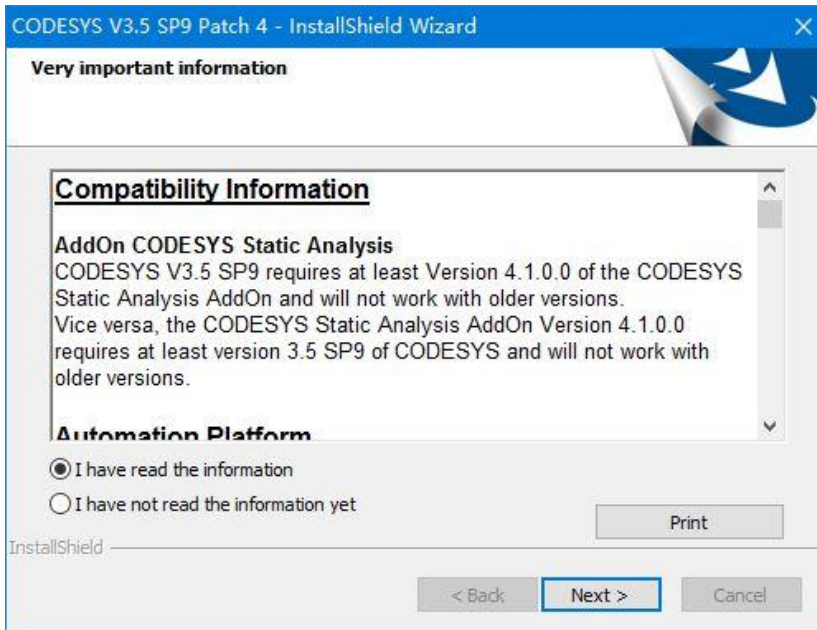 CODESYS V3.5 SP9 Patch 4 - InstallShield Wizard
Very important information
Compatibility Information
AddOn CODESYS Static Analysis
CODESYS V3.5 SP9 requires at least Version 4.1.0.0 of the CODESYS
Static Analysis AddOn and will not work with older versions.
Vice versa, the CODESYS Static Analysis AddOn Version 4.1.0.0
requires at least version 3.5 SP9 of CODESYS and will not work with
older versions.
Automation Platform
I have read the information
I have not read the information yet
Print
InstallShield
< Back
Next >
Cancel